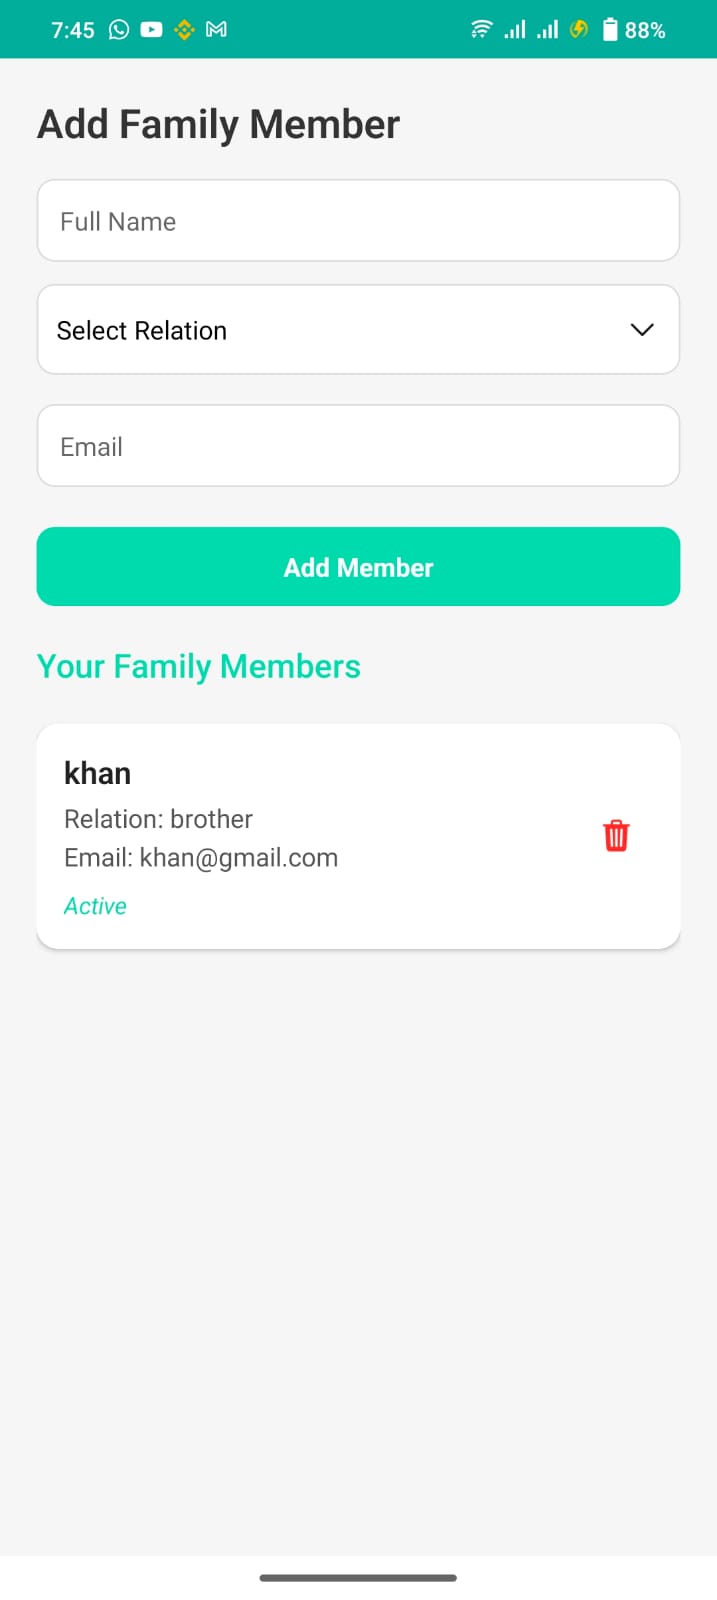 7:45 88%
Add Family Member
Full Name
Select Relation
Email
Add Member
Your Family Members
khan
Relation: brother
Email: khan@gmail.com
Active